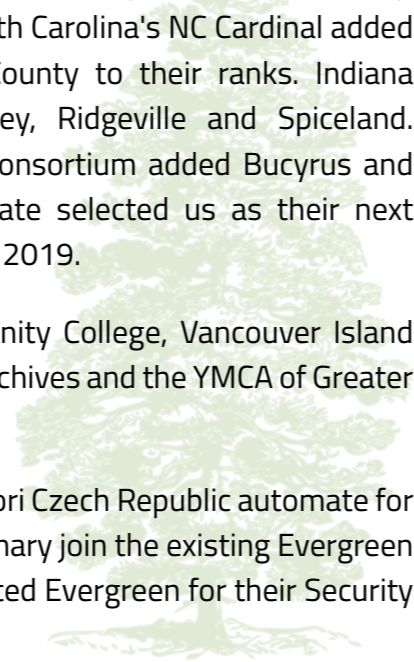 th Carolina's NC Cardinal added
County to their ranks. Indiana
ey, Ridgeville and Spiceland.
onsortium added Bucyrus and
ate selected us as their next
2019.
nity College, Vancouver Island
chives and the YMCA of Greater
ori Czech Republic automate for
nary join the existing Evergreen
ted Evergreen for their Security